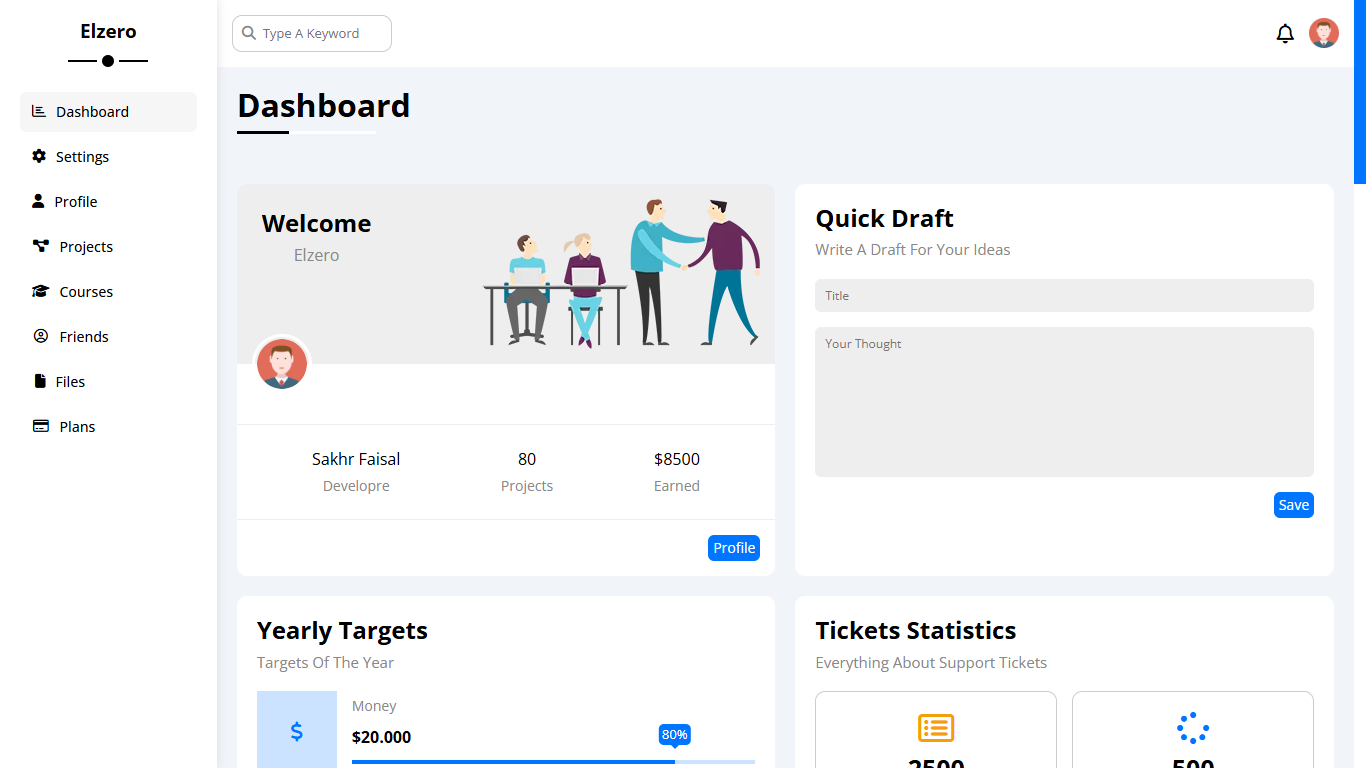 Elzero
Type A Keyword
Dashboard
Settings
Profile
Projects
Courses
Friends
Files
Plans
Dashboard
Welcome
Elzero
Sakhr Faisal
Developre
80
Projects
$8500
Earned
Profile
Quick Draft
Write A Draft For Your Ideas
Title
Your Thought
Save
Yearly Targets
Targets Of The Year
Money
$20.000
80%
Tickets Statistics
Everything About Support Tickets
2500
500